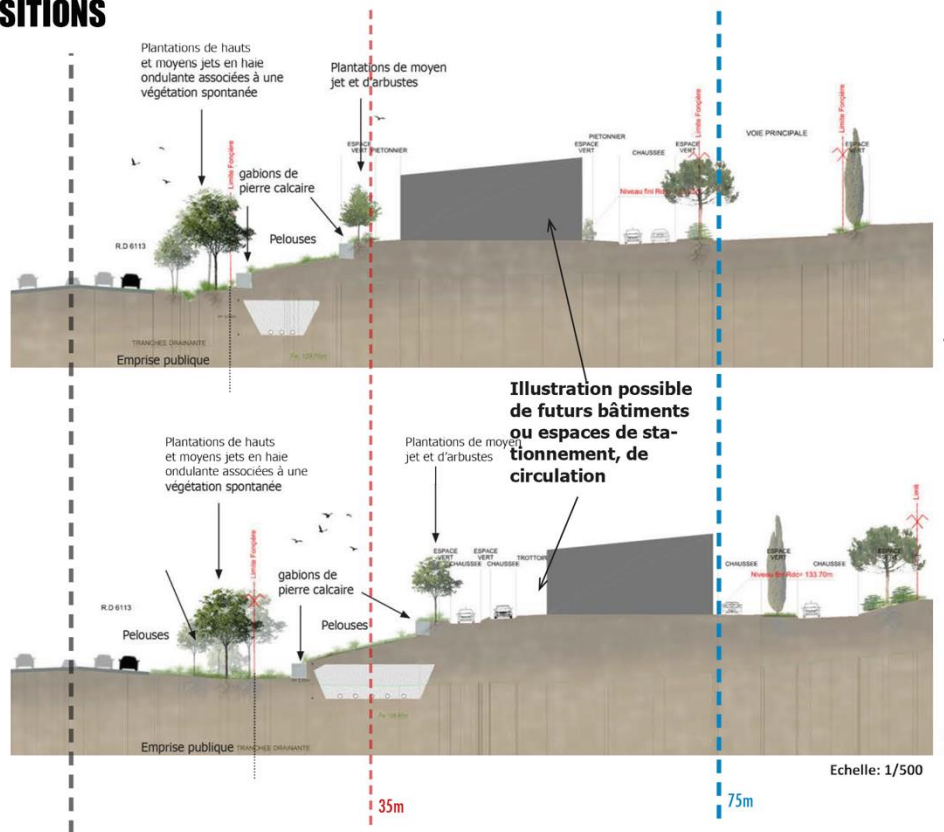 SITIONS
Plantations de hauts
et moyens jets en haie
ondulante associées à une
végétation spontanée
Plantations de moyen
jet et d'arbustes
Limite Foncière
gabions de
pierre calcaire
ESPACE
VERT
PIETONNIER
ESPACE
VERT
PIETONNIER
CHAUSSEE
ESPACE
VERT
Limite Foncière
VOIE PRINCIPALE
Limite Foncière
ESPACE
VERT
Niveau fini Rdc
R.D 6113
Pelouses
TRANCHES DRAINANTE
Emprise publique
Illustration possible
de futurs bâtiments
ou espaces de sta-
tionnement, de
circulation
Plantations de hauts
et moyens jets en haie
ondulante associées à une
végétation spontanée
Plantations de moyen
jet et d'arbustes
Limite Foncière
gabions de
pierre calcaire
ESPACE
VERT
CHAUSSEE
ESPACE
VERT
CHAUSSEE
TROTTOIR
CHAUSSEE
ESPACE
VERT
CHAUSSEE
ESPACE
VERT
Limit
Niveau fini Rdc= 133.70m
R.D 6113
Pelouses
Pelouses
Emprise publique
TRANCHEE DRAINANTE
Echelle: 1/500
35m
75m